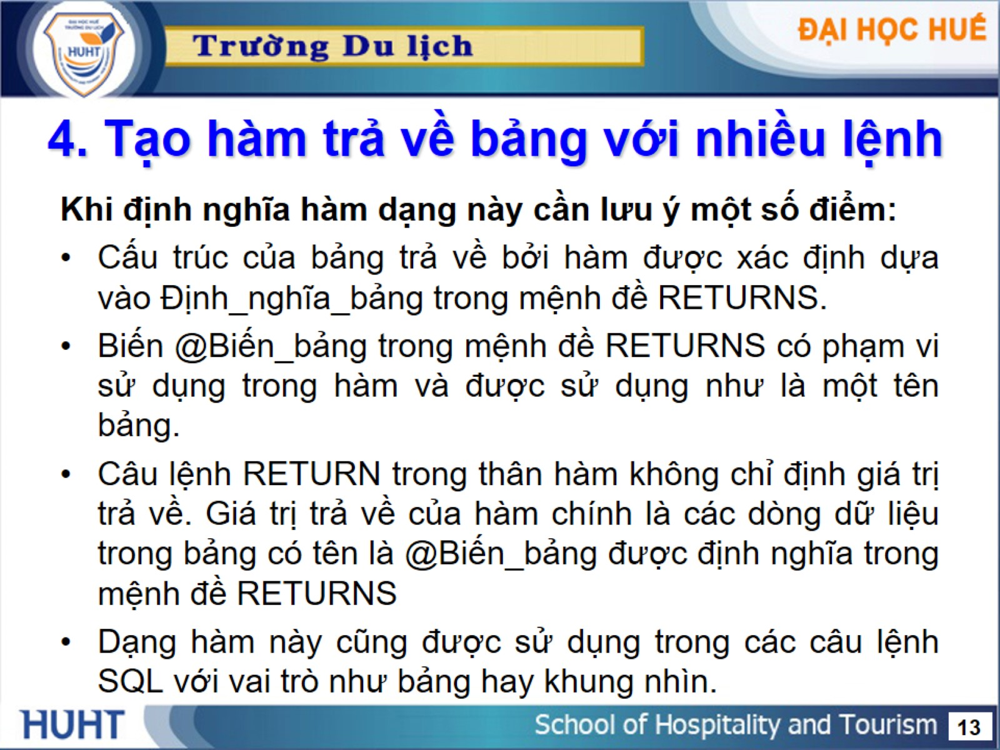 ĐẠI HỌC HUẾ
TRƯỜNG DU LỊCH
HUHT
Trường Du lịch
ĐẠI HỌC HUẾ
4. Tạo hàm trả về bảng với nhiều lệnh
Khi định nghĩa hàm dạng này cần lưu ý một số điểm:
• Cấu trúc của bảng trả về bởi hàm được xác định dựa
vào Định_nghĩa_bảng trong mệnh đề RETURNS.
• Biến @Biến_bảng trong mệnh đề RETURNS có phạm vi
sử dụng trong hàm và được sử dụng như là một tên
bảng.
• Câu lệnh RETURN trong thân hàm không chỉ định giá trị
trả về. Giá trị trả về của hàm chính là các dòng dữ liệu
trong bảng có tên là @Biến_bảng được định nghĩa trong
mệnh đề RETURNS
• Dạng hàm này cũng được sử dụng trong các câu lệnh
SQL với vai trò như bảng hay khung nhìn.
HUHT
School of Hospitality and Tourism
13